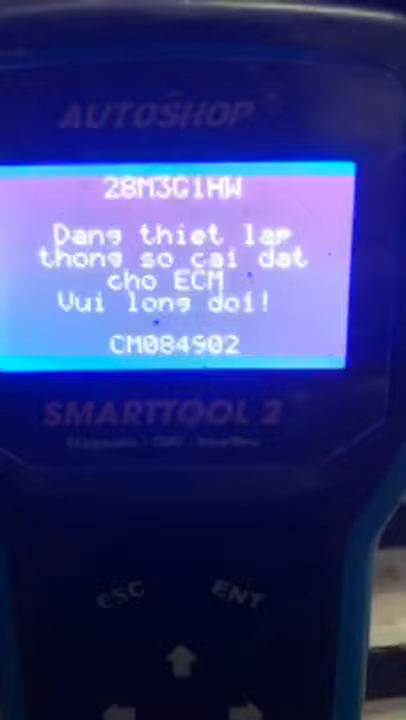 AUTOSHOP
28M3G1HW
Dang thiet lap
thong so cai dat
cho ECM
Vui long doi!
CM084S02
SMARTTOOL 2
ESC
ENT